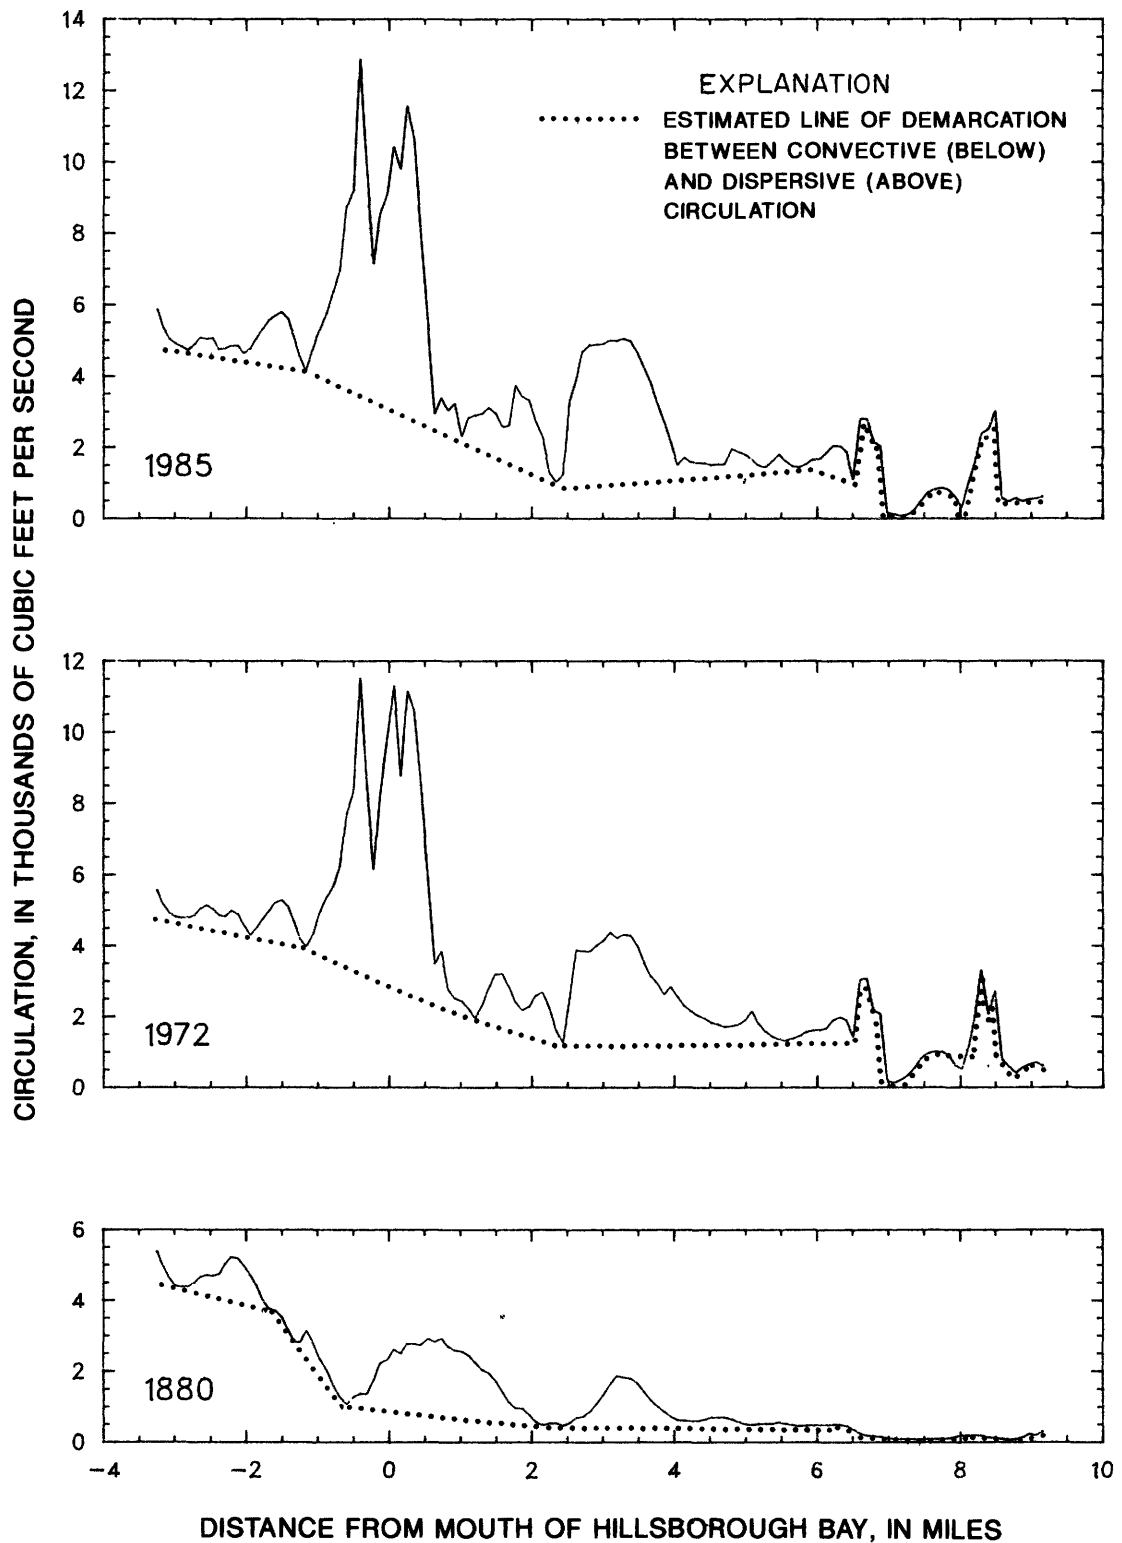 14
12
10
8
6
4
2
0
EXPLANATION
ESTIMATED LINE OF DEMARCATION
BETWEEN CONVECTIVE (BELOW)
AND DISPERSIVE (ABOVE)
CIRCULATION
1985
CIRCULATION, IN THOUSANDS OF CUBIC FEET PER SECOND
12
10
8
6
4
2
0
1972
6
4
2
0
1880
-4 -2 0 2 4 6 8 10
DISTANCE FROM MOUTH OF HILLSBOROUGH BAY, IN MILES